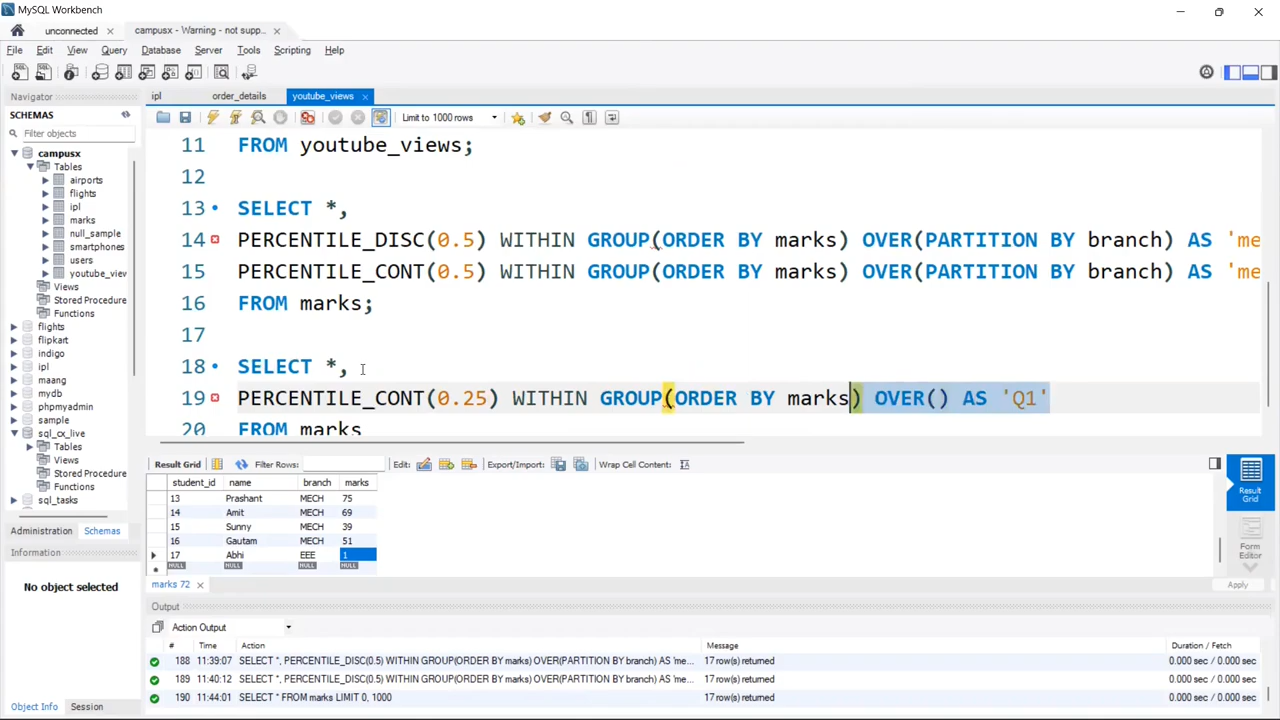 MySQL Workbench
unconnected
campusx - Warning - not supp...
File Edit View Query Database Server Tools Scripting Help
Navigator
SCHEMAS
Filter objects
campusx
Tables
airports
flights
ipl
marks
null_sample
smartphones
users
youtube_view
Views
Stored Procedure
Functions
flights
flipkart
indigo
ipl
maang
mydb
phpmyadmin
sample
sql_cx_live
Tables
Views
Stored Procedure
Functions
sql_tasks
Administration Schemas
Information
No object selected
Object Info Session
ipl order_details youtube_views
Limit to 1000 rows
11 FROM youtube_views;
12
13 SELECT *,
14 PERCENTILE_DISC(0.5) WITHIN GROUP(ORDER BY marks) OVER(PARTITION BY branch) AS 'me
15 PERCENTILE_CONT(0.5) WITHIN GROUP(ORDER BY marks) OVER(PARTITION BY branch) AS 'me
16 FROM marks;
17
18 SELECT *,
19 PERCENTILE_CONT(0.25) WITHIN GROUP(ORDER BY marks) OVER() AS 'Q1'
20 FROM marks
Result Grid Filter Rows: Edit: Export/Import: Wrap Cell Content:
student_id name branch marks
13 Prashant MECH 75
14 Amit MECH 69
15 Sunny MECH 39
16 Gautam MECH 51
17 Abhi EEE 1
NULL NULL NULL NULL
Result Grid
Form Editor
marks 72
Apply
Output
Action Output
# Time Action Message Duration / Fetch
188 11:39:07 SELECT *, PERCENTILE_DISC(0.5) WITHIN GROUP(ORDER BY marks) OVER(PARTITION BY branch) AS 'me... 17 row(s) returned 0.000 sec / 0.000 sec
189 11:40:12 SELECT *, PERCENTILE_DISC(0.5) WITHIN GROUP(ORDER BY marks) OVER(PARTITION BY branch) AS 'me... 17 row(s) returned 0.000 sec / 0.000 sec
190 11:44:01 SELECT * FROM marks LIMIT 0, 1000 17 row(s) returned 0.000 sec / 0.000 sec